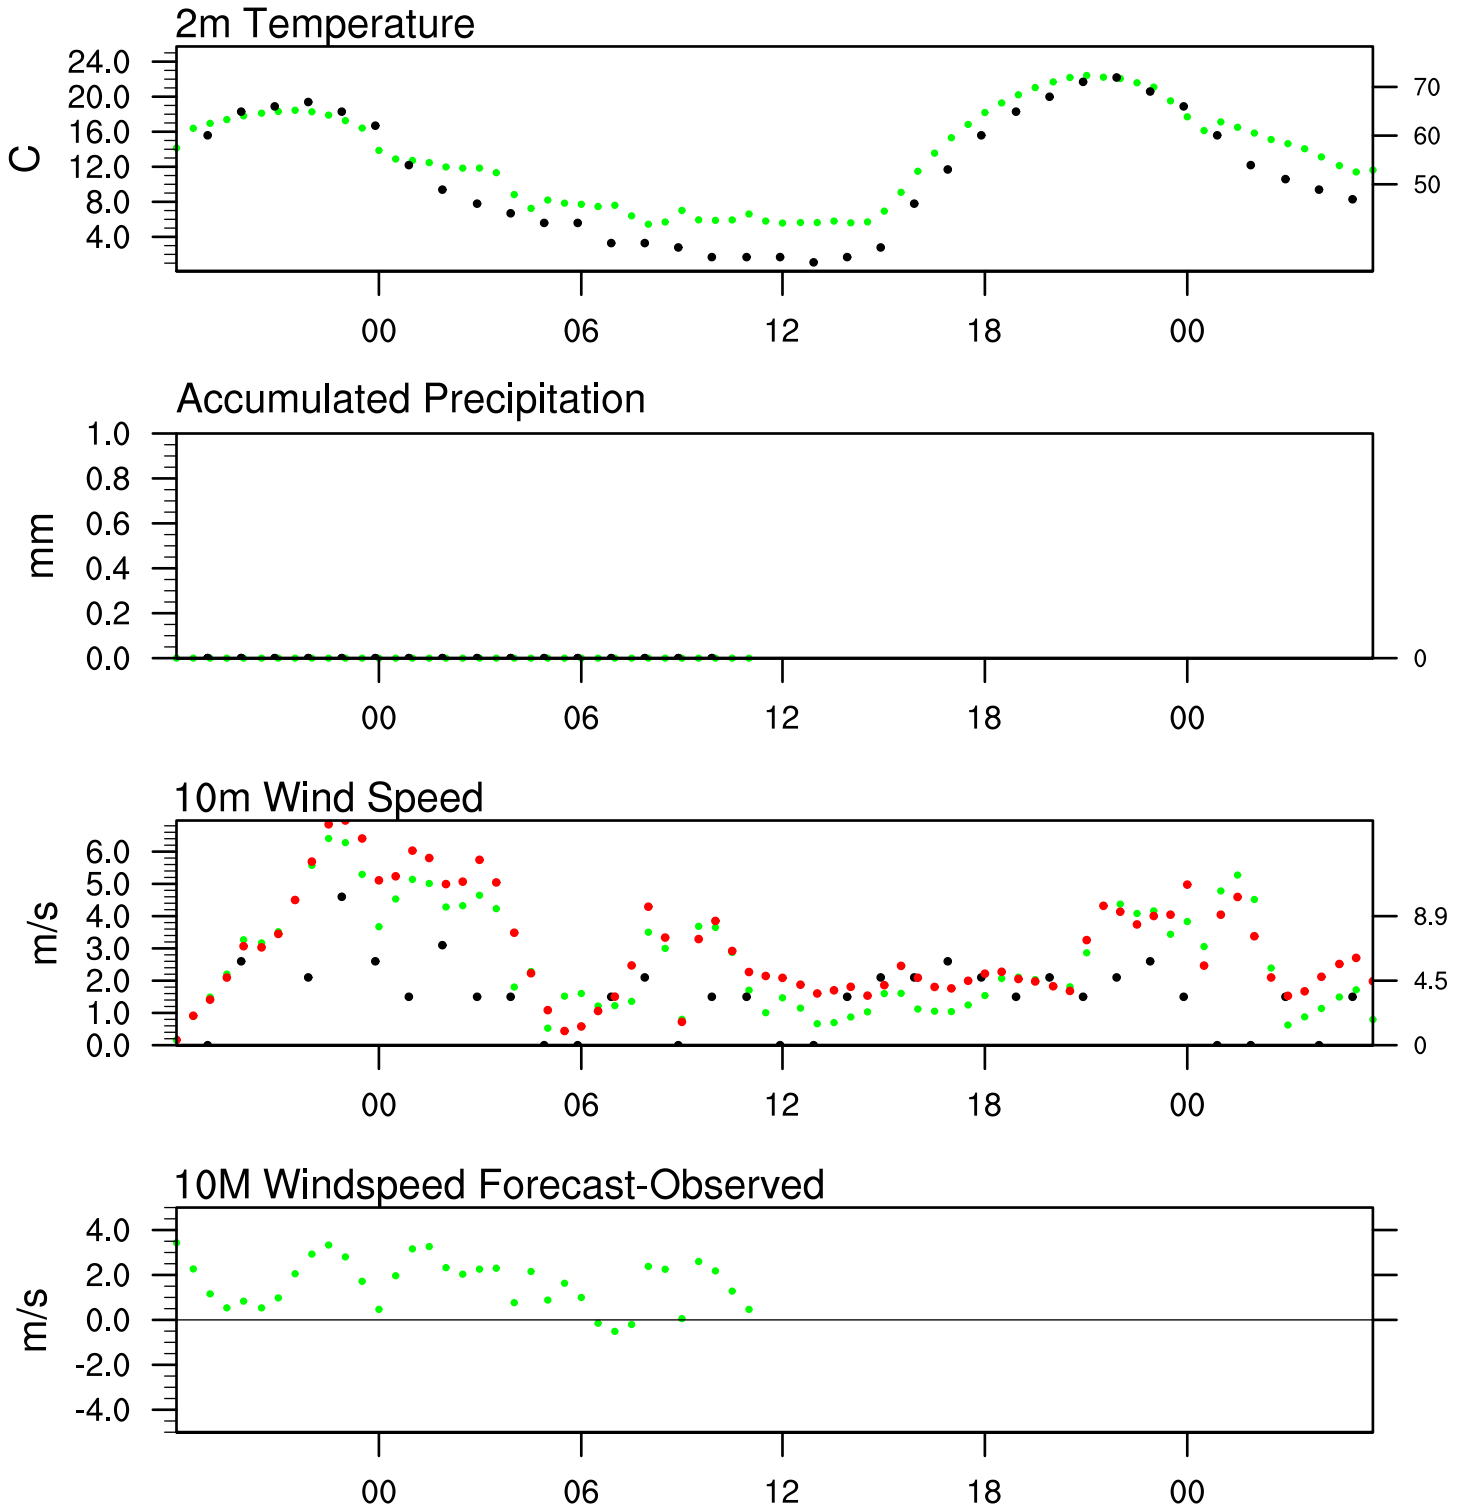 2m Temperature
24.0
20.0
16.0
12.0
8.0
4.0
C
70
60
50
00 06 12 18 00
Accumulated Precipitation
1.0
0.8
0.6
0.4
0.2
0.0
mm
0
00 06 12 18 00
10m Wind Speed
6.0
5.0
4.0
3.0
2.0
1.0
0.0
m/s
8.9
4.5
0
00 06 12 18 00
10M Windspeed Forecast-Observed
4.0
2.0
0.0
-2.0
-4.0
m/s
00 06 12 18 00